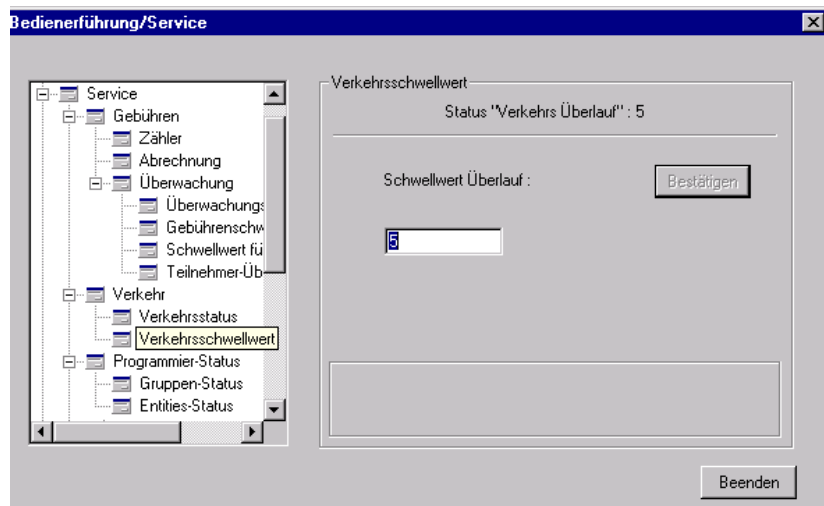 Bedienerführung/Service
Service
Gebühren
Zähler
Abrechnung
Überwachung
Überwachungs
Gebührenschw
Schwellwert fü
Teilnehmer-Üb
Verkehr
Verkehrsstatus
Verkehrsschwellwert
Programmier-Status
Gruppen-Status
Entities-Status
Verkehrsschwellwert
Status "Verkehrs Überlauf" : 5
Schwellwert Überlauf :
Bestätigen
5
Beenden